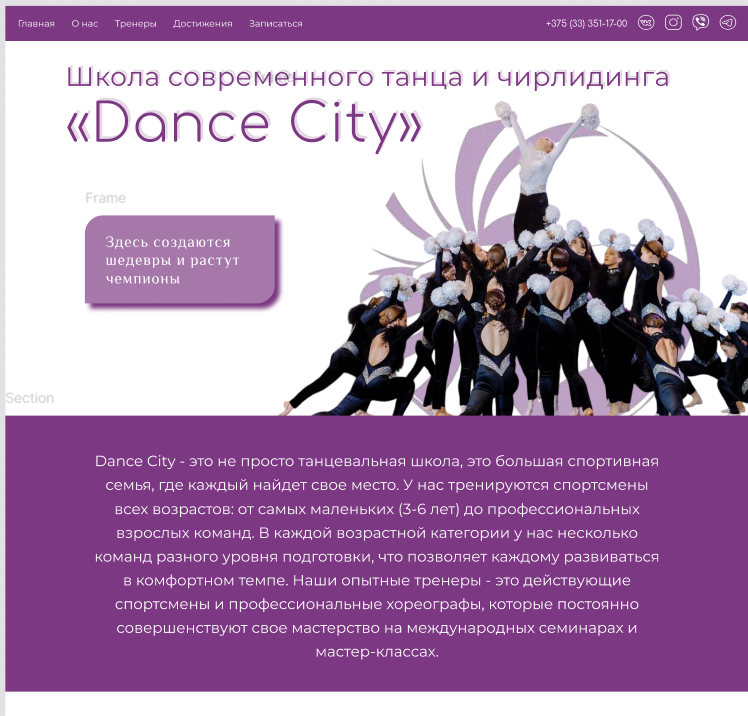 Главная О нас Тренеры Достижения Записаться +375 (33) 351-17-00
Школа современного танца и чирлидинга
«Dance City»
Frame
Здесь создаются
шедевры и растут
чемпионы
Section
Dance City - это не просто танцевальная школа, это большая спортивная
семья, где каждый найдет свое место. У нас тренируются спортсмены
всех возрастов: от самых маленьких (3-6 лет) до профессиональных
взрослых команд. В каждой возрастной категории у нас несколько
команд разного уровня подготовки, что позволяет каждому развиваться
в комфортном темпе. Наши опытные тренеры - это действующие
спортсмены и профессиональные хореографы, которые постоянно
совершенствуют свое мастерство на международных семинарах и
мастер-классах.